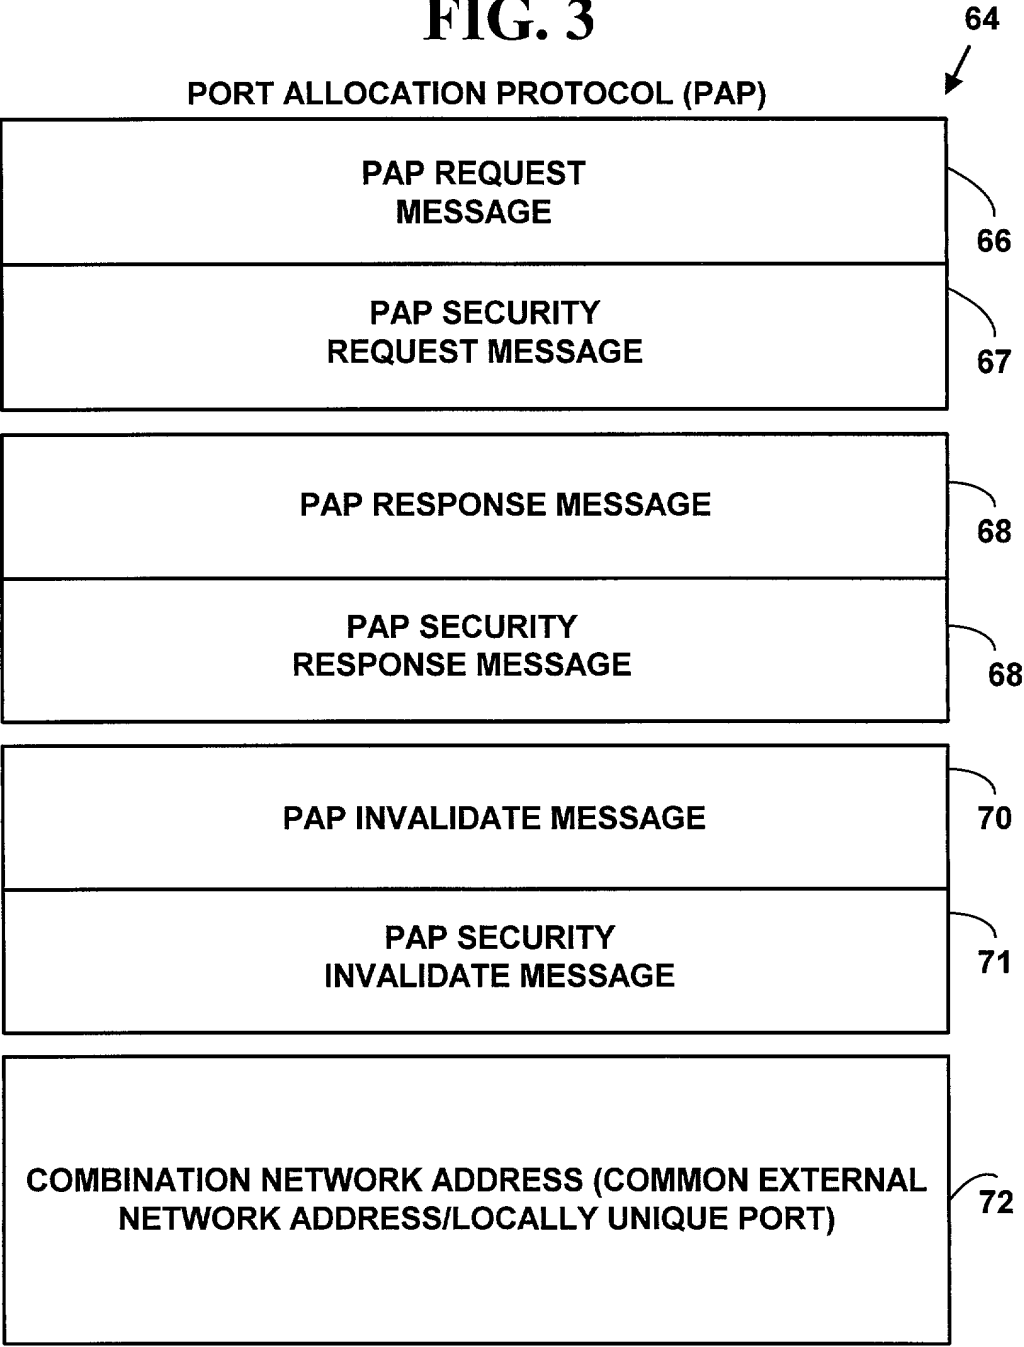 FIG. 3
64
PORT ALLOCATION PROTOCOL (PAP)
PAP REQUEST
MESSAGE
66
PAP SECURITY
REQUEST MESSAGE
67
PAP RESPONSE MESSAGE
68
PAP SECURITY
RESPONSE MESSAGE
68
PAP INVALIDATE MESSAGE
70
PAP SECURITY
INVALIDATE MESSAGE
71
COMBINATION NETWORK ADDRESS (COMMON EXTERNAL
NETWORK ADDRESS/LOCALLY UNIQUE PORT)
72